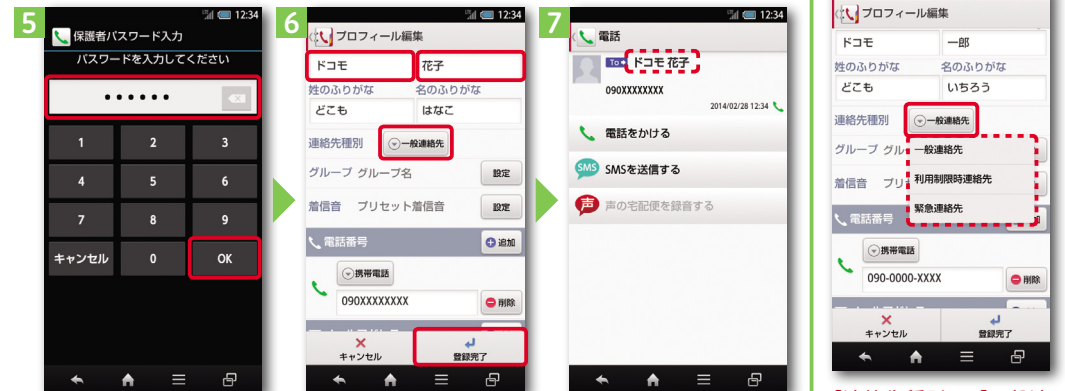 5
12:34
保護者パスワード入力
パスワードを入力してください
••••••
1 2 3
4 5 6
7 8 9
キャンセル 0 OK
6
12:34
プロフィール編集
ドコモ 花子
姓のふりがな 名のふりがな
どこも はなこ
連絡先種別 一般連絡先
グループ グループ名 設定
着信音 プリセット着信音 設定
電話番号 追加
携帯電話
090XXXXXXXX 削除
キャンセル 登録完了
7
12:34
電話
To ドコモ 花子
090XXXXXXXX
2014/02/28 12:34
電話をかける
SMS SMSを送信する
声 声の宅配便を録音する
プロフィール編集
ドコモ 一郎
姓のふりがな 名のふりがな
どこも いちろう
連絡先種別 一般連絡先
グループ グル
一般連絡先
着信音 プリ
利用制限時連絡先
緊急連絡先
電話番号
携帯電話
090-0000-XXXX 削除
キャンセル 登録完了